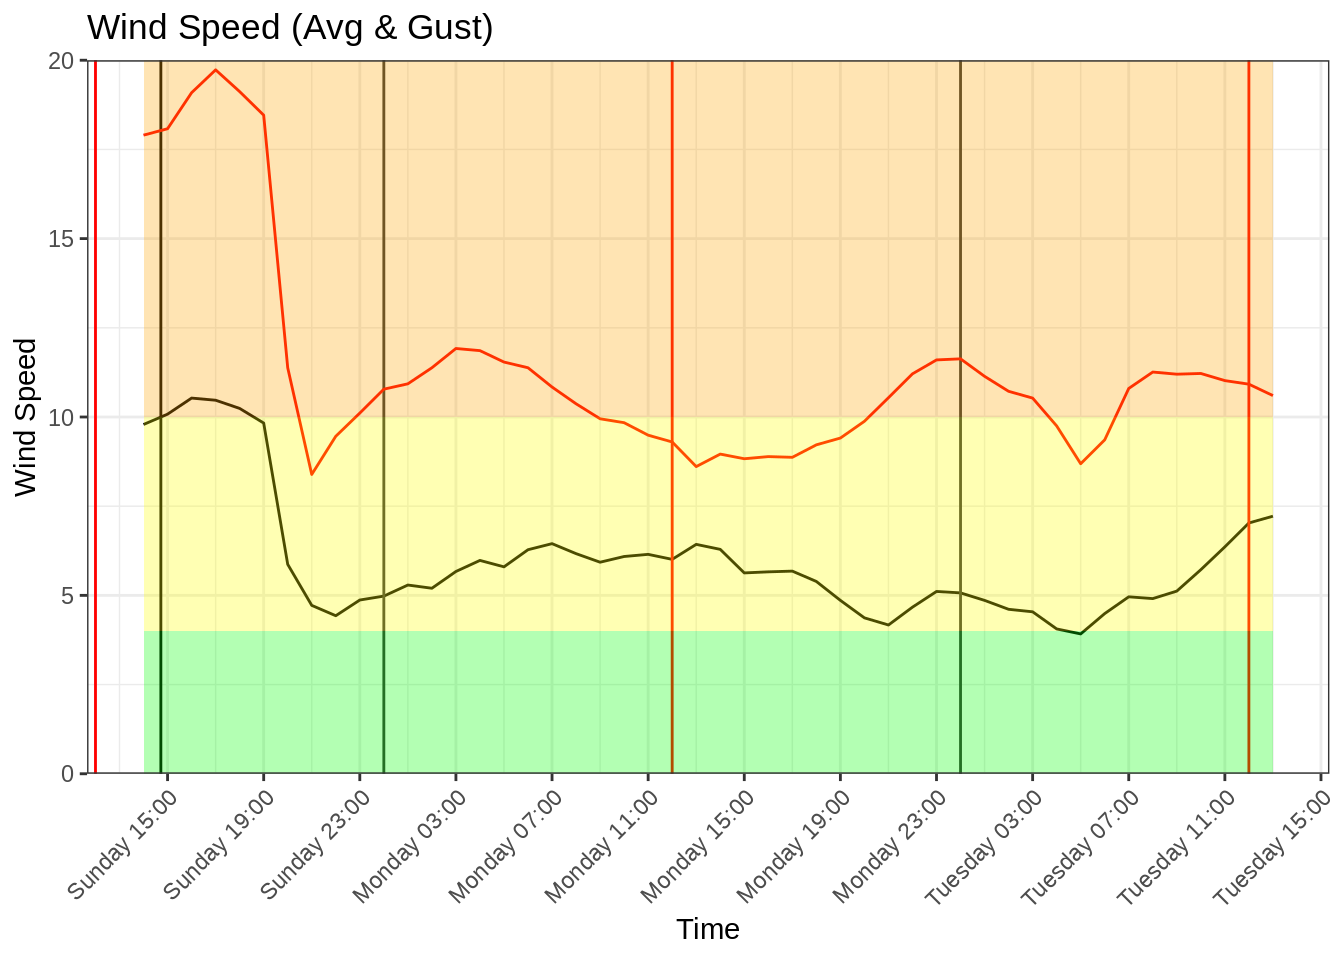 Wind Speed (Avg & Gust)
Wind Speed
20
15
10
5
0
Sunday 15:00
Sunday 19:00
Sunday 23:00
Monday 03:00
Monday 07:00
Monday 11:00
Monday 15:00
Monday 19:00
Monday 23:00
Tuesday 03:00
Tuesday 07:00
Tuesday 11:00
Tuesday 15:00
Time